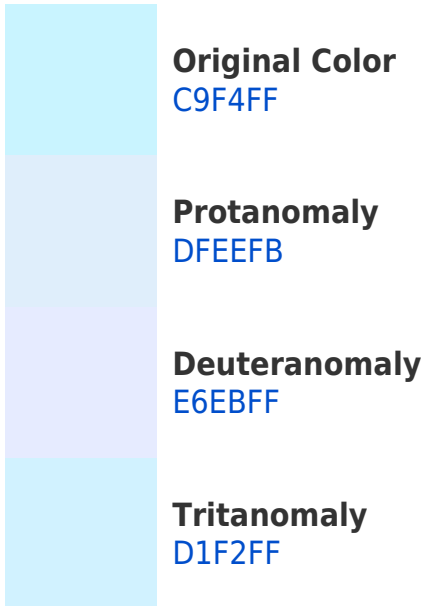 Original Color
C9F4FF
Protanomaly
DFEEFB
Deuteranomaly
E6EBFF
Tritanomaly
D1F2FF